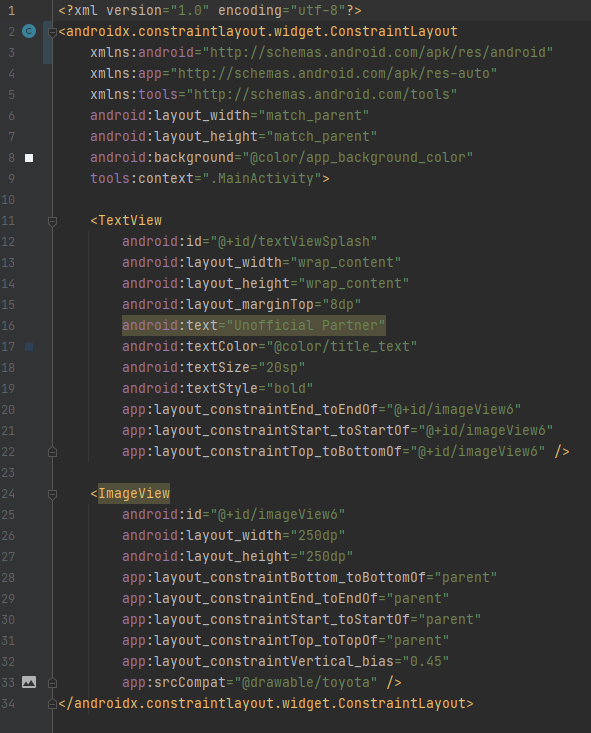 1 <?xml version="1.0" encoding="utf-8"?>
2 C <androidx.constraintlayout.widget.ConstraintLayout
3 xmlns:android="http://schemas.android.com/apk/res/android"
4 xmlns:app="http://schemas.android.com/apk/res-auto"
5 xmlns:tools="http://schemas.android.com/tools"
6 android:layout_width="match_parent"
7 android:layout_height="match_parent"
8 android:background="@color/app_background_color"
9 tools:context=".MainActivity">
10
11 <TextView
12 android:id="@+id/textViewSplash"
13 android:layout_width="wrap_content"
14 android:layout_height="wrap_content"
15 android:layout_marginTop="8dp"
16 android:text="Unofficial Partner"
17 android:textColor="@color/title_text"
18 android:textSize="20sp"
19 android:textStyle="bold"
20 app:layout_constraintEnd_toEndOf="@+id/imageView6"
21 app:layout_constraintStart_toStartOf="@+id/imageView6"
22 app:layout_constraintTop_toBottomOf="@+id/imageView6" />
23
24 <ImageView
25 android:id="@+id/imageView6"
26 android:layout_width="250dp"
27 android:layout_height="250dp"
28 app:layout_constraintBottom_toBottomOf="parent"
29 app:layout_constraintEnd_toEndOf="parent"
30 app:layout_constraintStart_toStartOf="parent"
31 app:layout_constraintTop_toTopOf="parent"
32 app:layout_constraintVertical_bias="0.45"
33 app:srcCompat="@drawable/toyota" />
34 </androidx.constraintlayout.widget.ConstraintLayout>